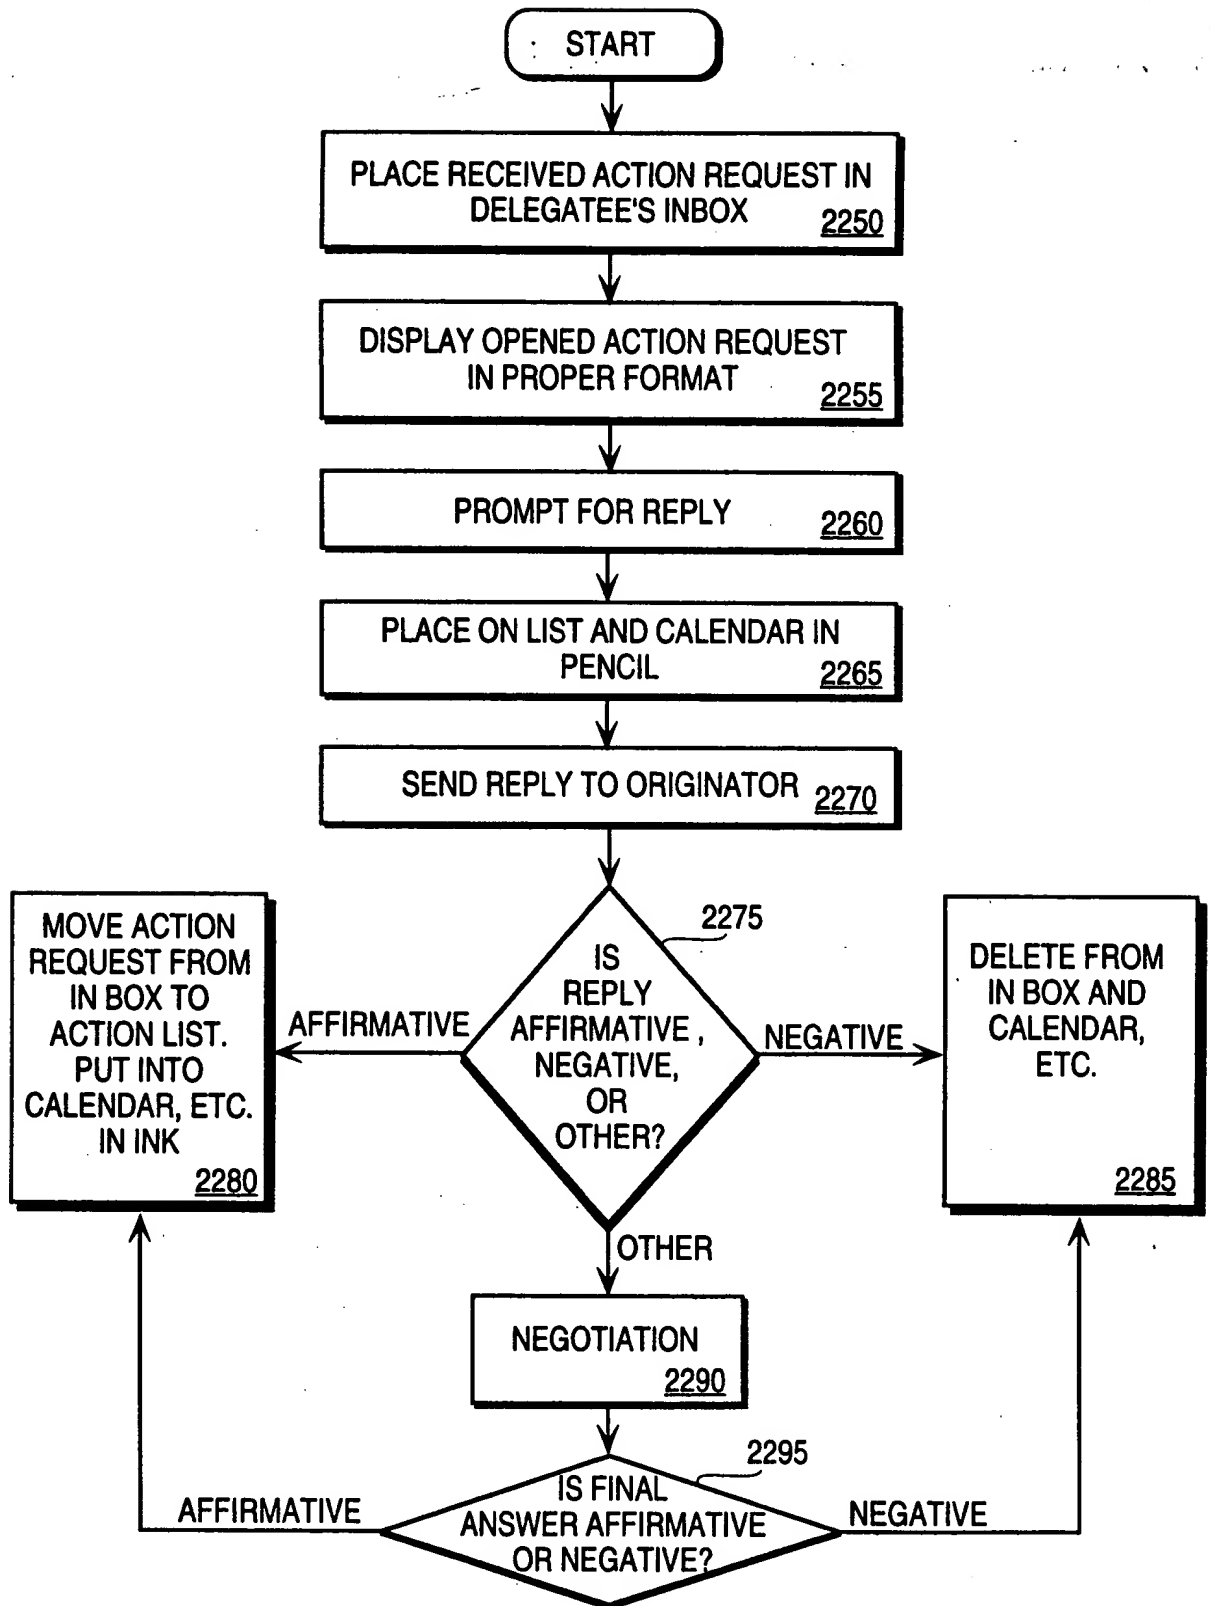 START
PLACE RECEIVED ACTION REQUEST IN
DELEGATEE'S INBOX
2250
DISPLAY OPENED ACTION REQUEST
IN PROPER FORMAT
2255
PROMPT FOR REPLY
2260
PLACE ON LIST AND CALENDAR IN
PENCIL
2265
SEND REPLY TO ORIGINATOR
2270
2275
IS
REPLY
AFFIRMATIVE,
NEGATIVE,
OR
OTHER?
AFFIRMATIVE
NEGATIVE
MOVE ACTION
REQUEST FROM
IN BOX TO
ACTION LIST.
PUT INTO
CALENDAR, ETC.
IN INK
2280
DELETE FROM
IN BOX AND
CALENDAR,
ETC.
2285
OTHER
NEGOTIATION
2290
2295
IS FINAL
ANSWER AFFIRMATIVE
OR NEGATIVE?
AFFIRMATIVE
NEGATIVE